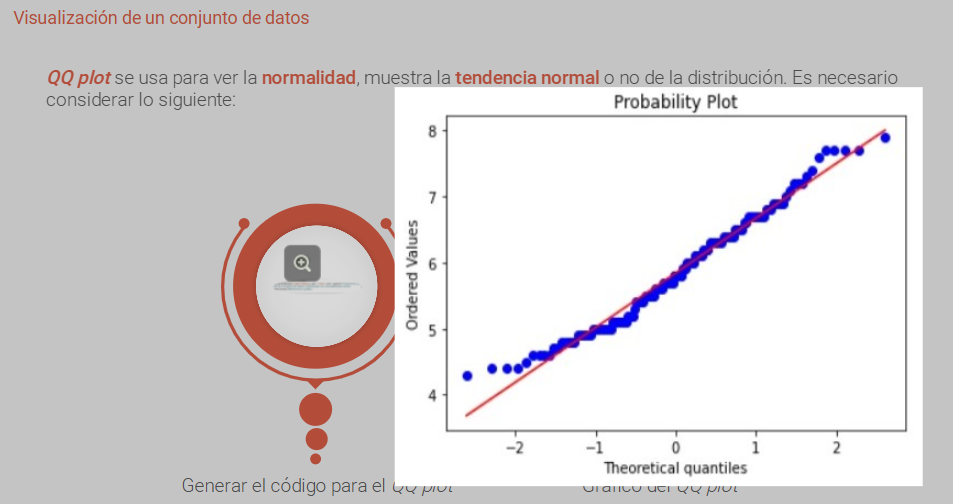 Visualización de un conjunto de datos
QQ plot se usa para ver la normalidad, muestra la tendencia normal o no de la distribución. Es necesario
considerar lo siguiente:
Probability Plot
Ordered Values
8
7
6
5
4
−2
−1
0
1
2
Theoretical quantiles
Generar el código para el QQ plot
Gráfico del QQ plot